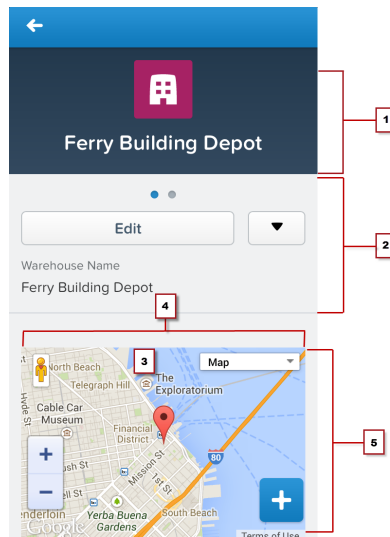 Ferry Building Depot
1
Edit
2
Warehouse Name
Ferry Building Depot
4
3
Map
North Beach
The
Exploratorium
Telegraph Hill
Hyde St
Cable Car
Museum
Financial
District
5
80
Mission St
1st St
Yerba Buena
Gardens
South Beach
Google
Terms of Use